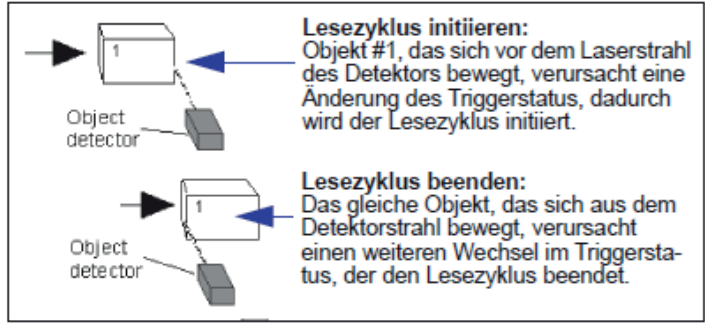 Lesezyklus initiieren:
Objekt #1, das sich vor dem Laserstrahl
des Detektors bewegt, verursacht eine
Änderung des Triggerstatus, dadurch
wird der Lesezyklus initiiert.
1
Object
detector
Lesezyklus beenden:
Das gleiche Objekt, das sich aus dem
Detektorstrahl bewegt, verursacht
einen weiteren Wechsel im Triggersta-
tus, der den Lesezyklus beendet.
1
Object
detector